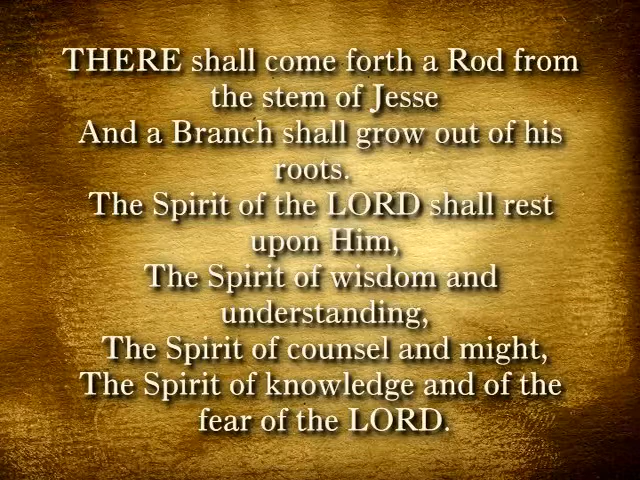 THERE shall come forth a Rod from
the stem of Jesse
And a Branch shall grow out of his
roots.
The Spirit of the LORD shall rest
upon Him,
The Spirit of wisdom and
understanding,
The Spirit of counsel and might,
The Spirit of knowledge and of the
fear of the LORD.